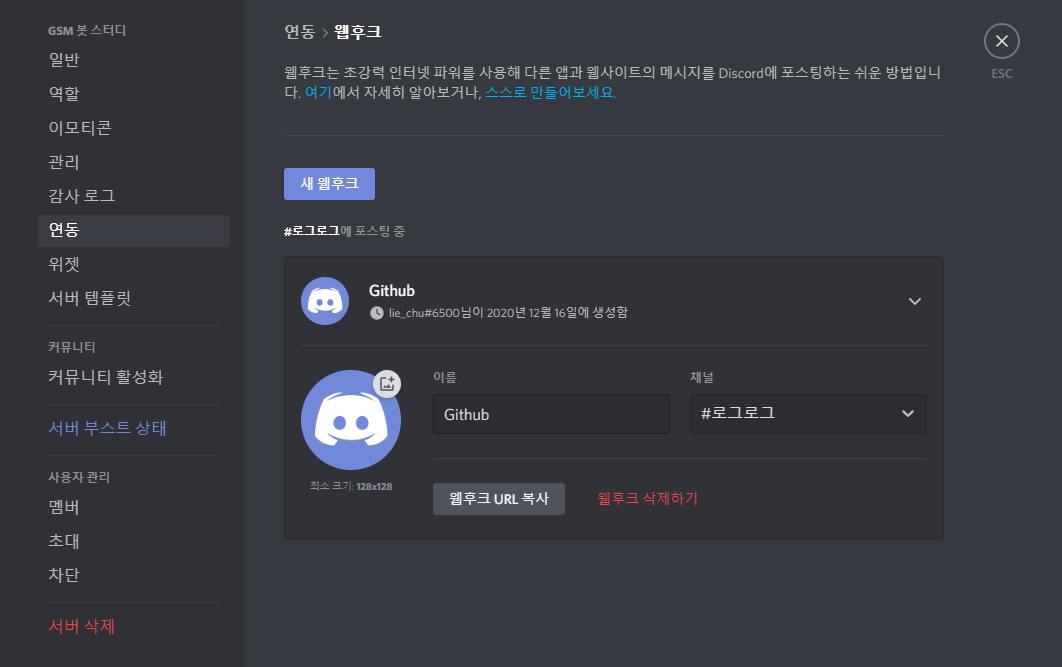 GSM 봇 스터디
일반
역할
이모티콘
관리
감사 로그
연동
위젯
서버 템플릿
커뮤니티
커뮤니티 활성화
서버 부스트 상태
사용자 관리
멤버
초대
차단
서버 삭제
연동 > 웹후크
웹후크는 초강력 인터넷 파워를 사용해 다른 앱과 웹사이트의 메시지를 Discord에 포스팅하는 쉬운 방법입니
다. 여기에서 자세히 알아보거나, 스스로 만들어보세요.
새 웹후크
#로그로그에 포스팅 중
Github
lie_chu#6500님이 2020년 12월 16일에 생성함
이름
채널
Github
#로그로그
최소 크기: 128x128
웹후크 URL 복사
웹후크 삭제하기
ESC